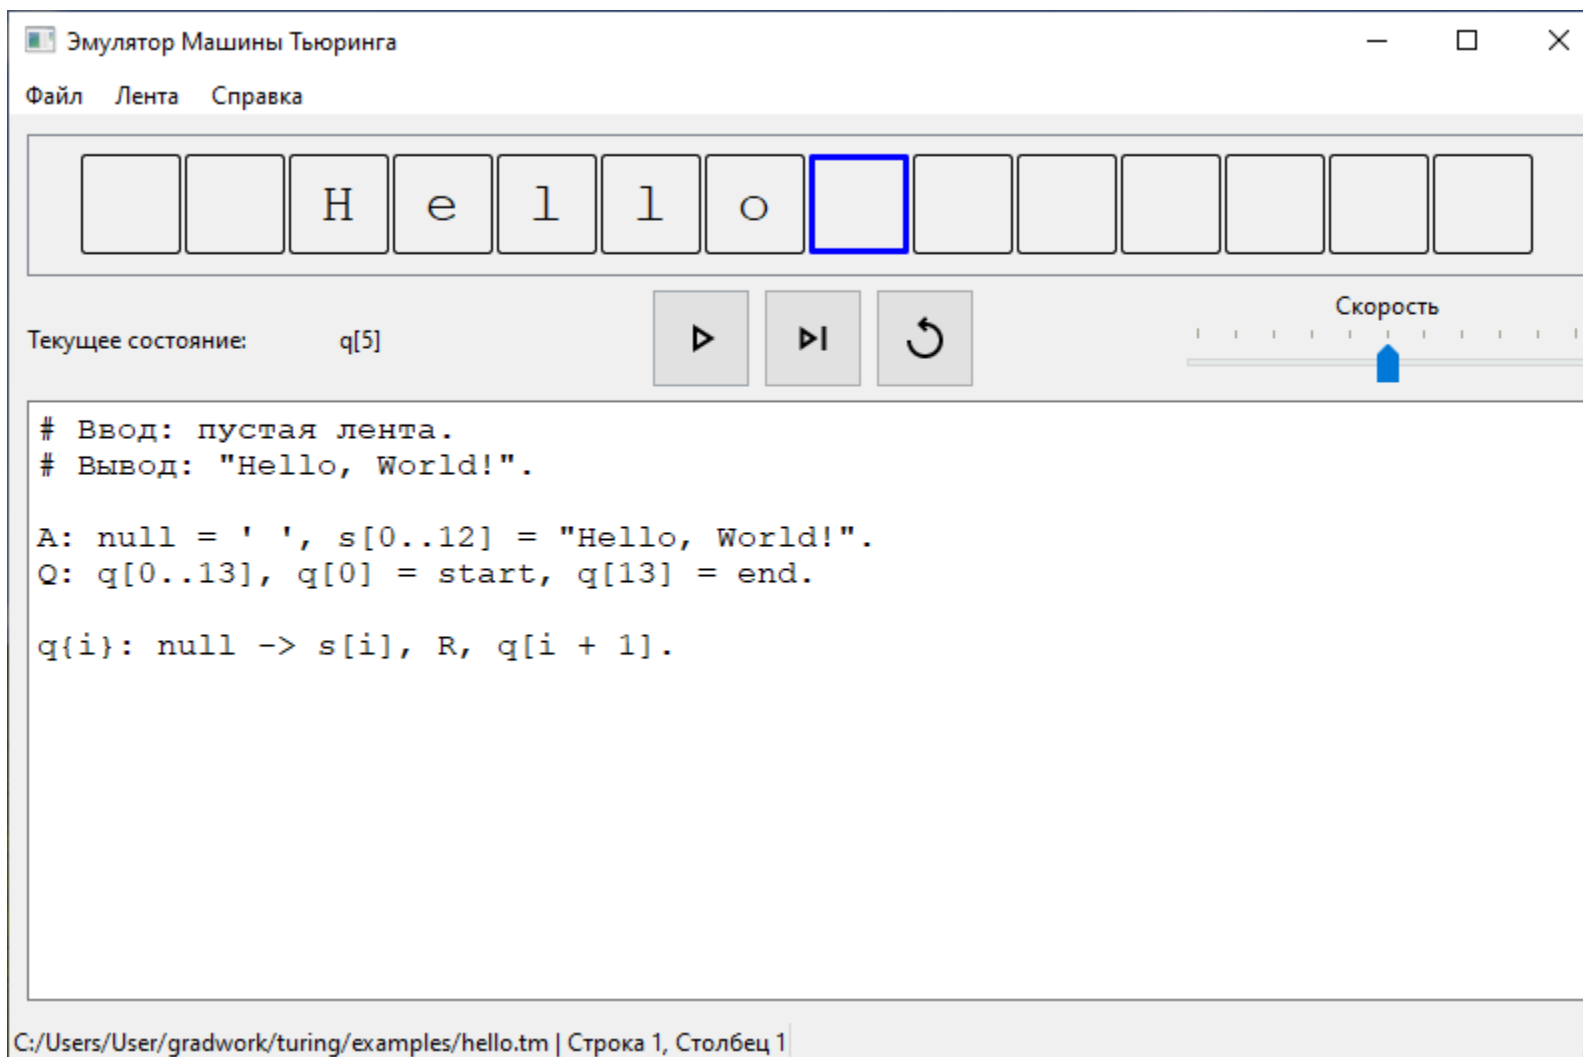 Эмулятор Машины Тьюринга
Файл Лента Справка
H e l l o
Скорость
Текущее состояние: q[5]
# Ввод: пустая лента.
# Вывод: "Hello, World!".
A: null = ' ', s[0..12] = "Hello, World!".
Q: q[0..13], q[0] = start, q[13] = end.
q{i}: null -> s[i], R, q[i + 1].
C:/Users/User/gradwork/turing/examples/hello.tm | Строка 1, Столбец 1